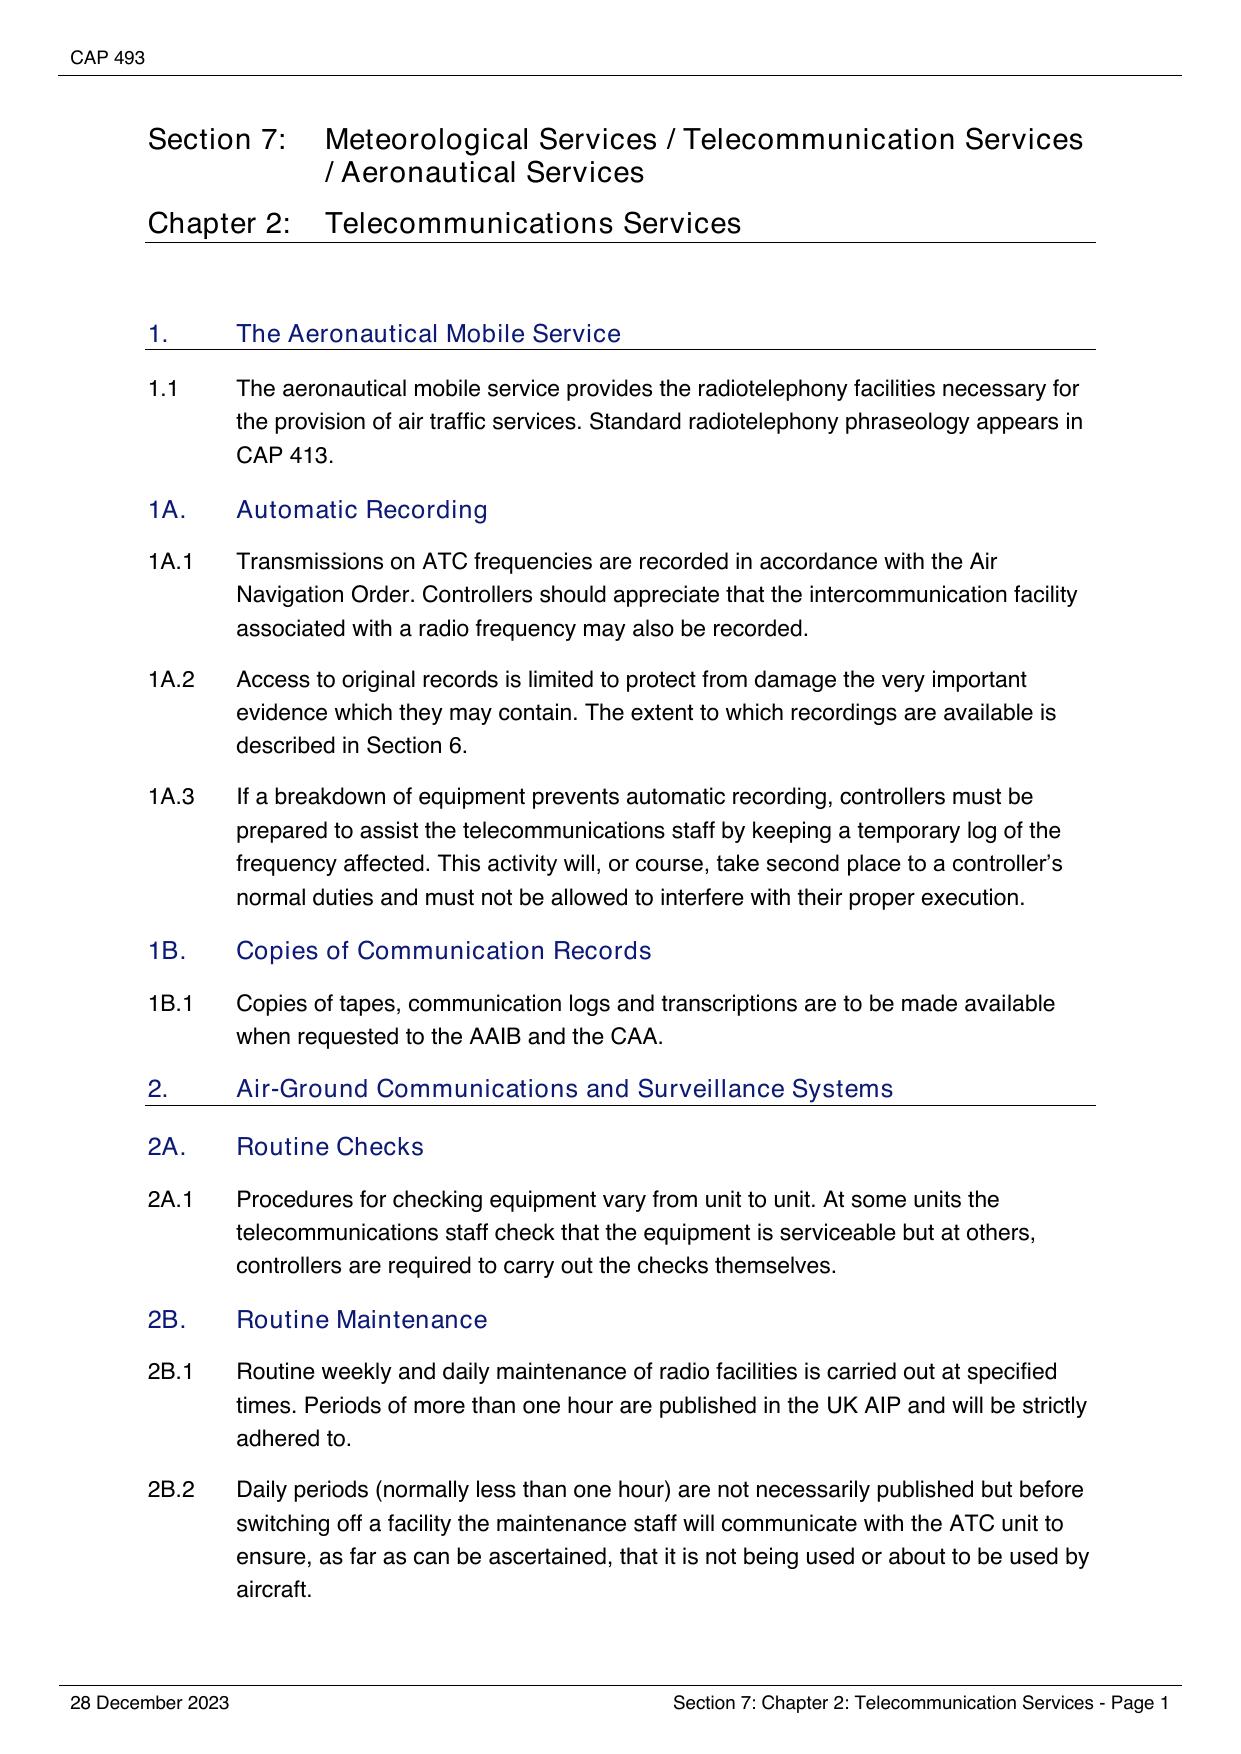 CAP 493
Section 7: Meteorological Services / Telecommunication Services
/ Aeronautical Services
Chapter 2: Telecommunications Services
1. The Aeronautical Mobile Service
1.1 The aeronautical mobile service provides the radiotelephony facilities necessary for
the provision of air traffic services. Standard radiotelephony phraseology appears in
CAP 413.
1A. Automatic Recording
1A.1 Transmissions on ATC frequencies are recorded in accordance with the Air
Navigation Order. Controllers should appreciate that the intercommunication facility
associated with a radio frequency may also be recorded.
1A.2 Access to original records is limited to protect from damage the very important
evidence which they may contain. The extent to which recordings are available is
described in Section 6.
1A.3 If a breakdown of equipment prevents automatic recording, controllers must be
prepared to assist the telecommunications staff by keeping a temporary log of the
frequency affected. This activity will, or course, take second place to a controller’s
normal duties and must not be allowed to interfere with their proper execution.
1B. Copies of Communication Records
1B.1 Copies of tapes, communication logs and transcriptions are to be made available
when requested to the AAIB and the CAA.
2. Air-Ground Communications and Surveillance Systems
2A. Routine Checks
2A.1 Procedures for checking equipment vary from unit to unit. At some units the
telecommunications staff check that the equipment is serviceable but at others,
controllers are required to carry out the checks themselves.
2B. Routine Maintenance
2B.1 Routine weekly and daily maintenance of radio facilities is carried out at specified
times. Periods of more than one hour are published in the UK AIP and will be strictly
adhered to.
2B.2 Daily periods (normally less than one hour) are not necessarily published but before
switching off a facility the maintenance staff will communicate with the ATC unit to
ensure, as far as can be ascertained, that it is not being used or about to be used by
aircraft.
28 December 2023 Section 7: Chapter 2: Telecommunication Services - Page 1